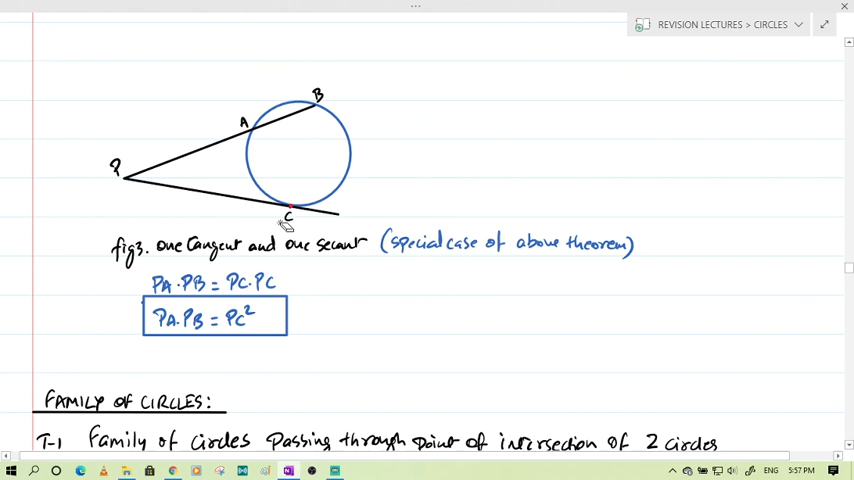 REVISION LECTURES > CIRCLES
B
A
P
C
fig3. One tangent and one secant (special case of above theorem)
PA.PB = PC.PC
PA.PB = PC²
FAMILY OF CIRCLES:
T-1 Family of circles Passing through point of intersection of 2 circles
ENG 5:57 PM